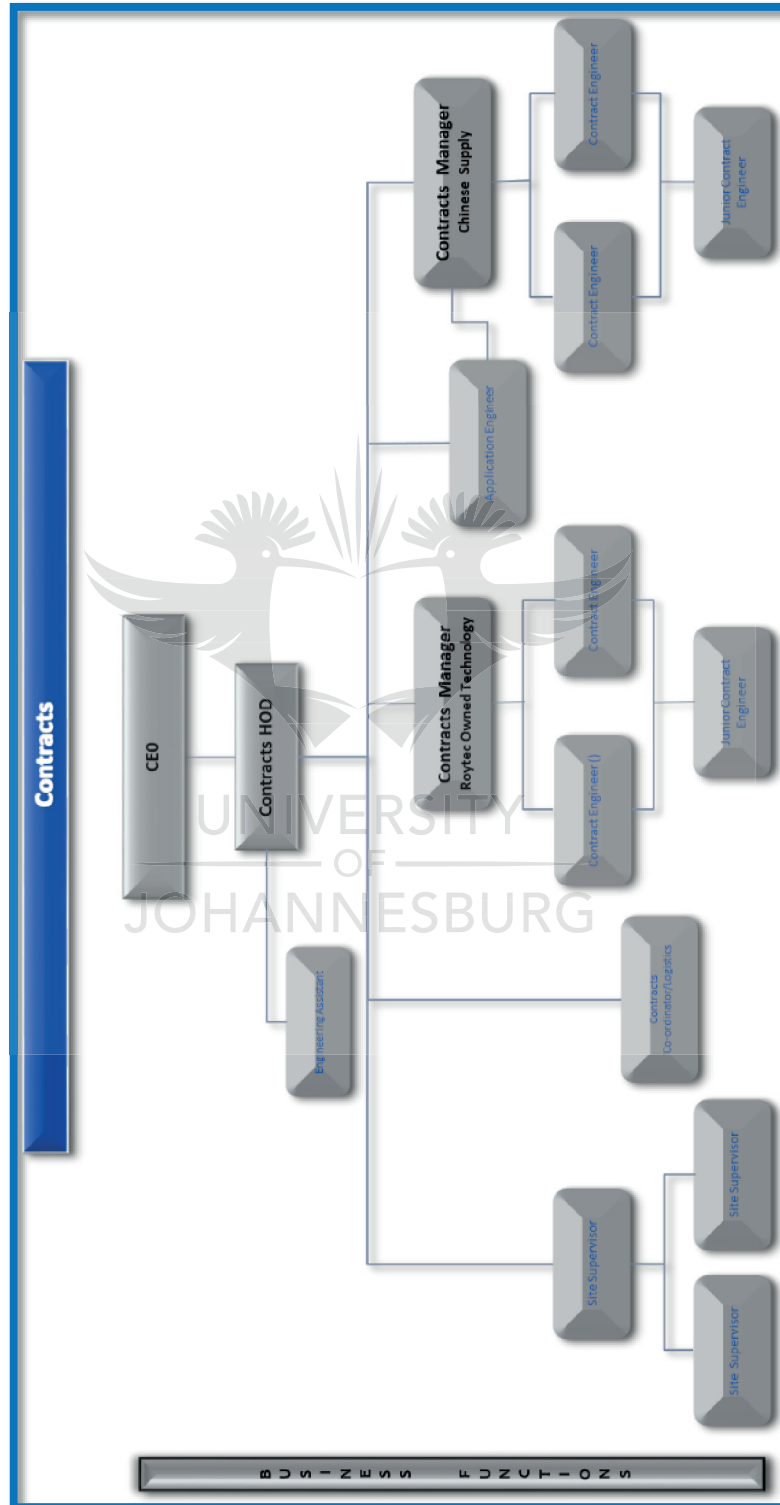 Contracts
CE0
Contracts HOD
Engineering Assistant
Contracts Manager
Roytec Owned Technology
Contracts Manager
Chinese Supply
Application Engineer
Site Supervisor
Contract Engineer ()
Contract Engineer
Contract Engineer
Contract Engineer
Contracts
Co-ordinator/Logistics
Site Supervisor
Site Supervisor
Junior Contract
Engineer
Junior Contract
Engineer
BUSINESS FUNCTIONS
UNIVERSITY
OF
JOHANNESBURG